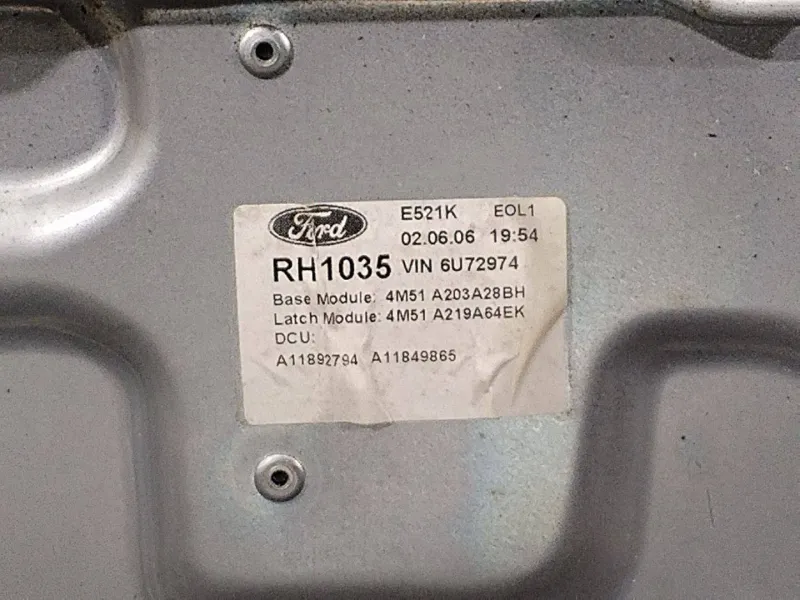 Ford E521K EOL1
02.06.06 19:54
RH1035 VIN 6U72974
Base Module: 4M51 A203A28BH
Latch Module: 4M51 A219A64EK
DCU:
A11892794 A11849865